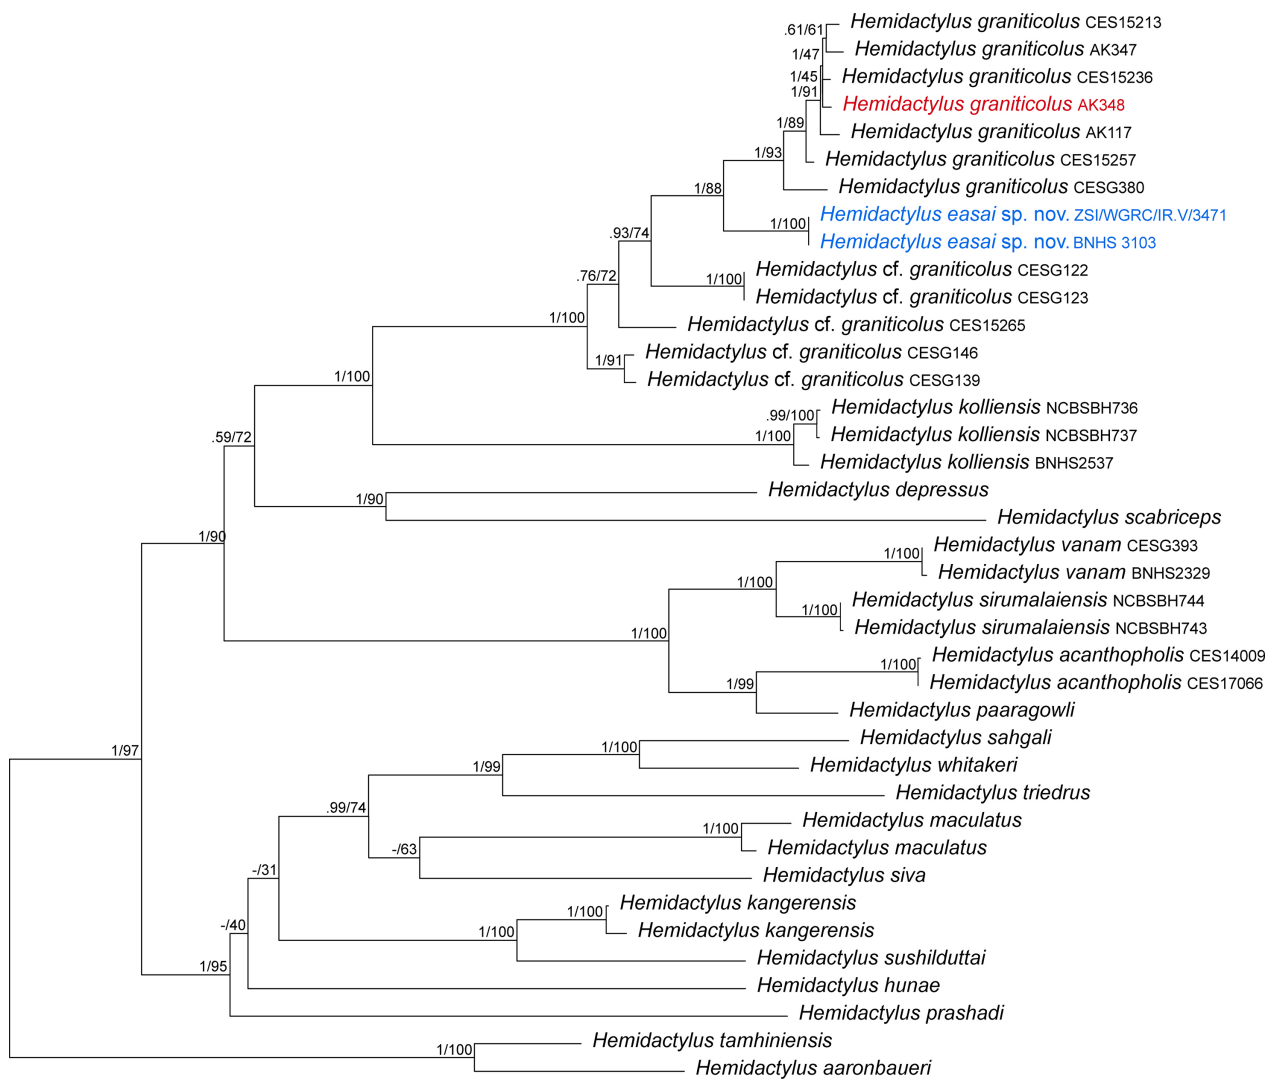 .61/61
Hemidactylus graniticolus CES15213
1/47
Hemidactylus graniticolus AK347
1/45
Hemidactylus graniticolus CES15236
1/91
Hemidactylus graniticolus AK348
1/89
Hemidactylus graniticolus AK117
1/93
Hemidactylus graniticolus CES15257
1/88
Hemidactylus graniticolus CESG380
Hemidactylus easai sp. nov. ZSI/WGRC/IR.V/3471
1/100
Hemidactylus easai sp. nov. BNHS 3103
.93/74
Hemidactylus cf. graniticolus CESG122
1/100
Hemidactylus cf. graniticolus CESG123
.76/72
Hemidactylus cf. graniticolus CES15265
1/100
Hemidactylus cf. graniticolus CESG146
1/91
Hemidactylus cf. graniticolus CESG139
1/100
Hemidactylus kolliensis NCBSBH736
.99/100
Hemidactylus kolliensis NCBSBH737
1/100
Hemidactylus kolliensis BNHS2537
.59/72
Hemidactylus depressus
1/90
Hemidactylus scabriceps
1/90
Hemidactylus vanam CESG393
1/100
Hemidactylus vanam BNHS2329
1/100
Hemidactylus sirumalaiensis NCBSBH744
1/100
Hemidactylus sirumalaiensis NCBSBH743
1/100
Hemidactylus acanthopholis CES14009
1/100
Hemidactylus acanthopholis CES17066
1/99
Hemidactylus paaragowli
1/97
Hemidactylus sahgali
1/100
Hemidactylus whitakeri
1/99
Hemidactylus triedrus
.99/74
Hemidactylus maculatus
1/100
Hemidactylus maculatus
-/63
Hemidactylus siva
-/31
Hemidactylus kangerensis
1/100
Hemidactylus kangerensis
1/100
Hemidactylus sushilduttai
-/40
Hemidactylus hunae
1/95
Hemidactylus prashadi
Hemidactylus tamhiniensis
1/100
Hemidactylus aaronbaueri